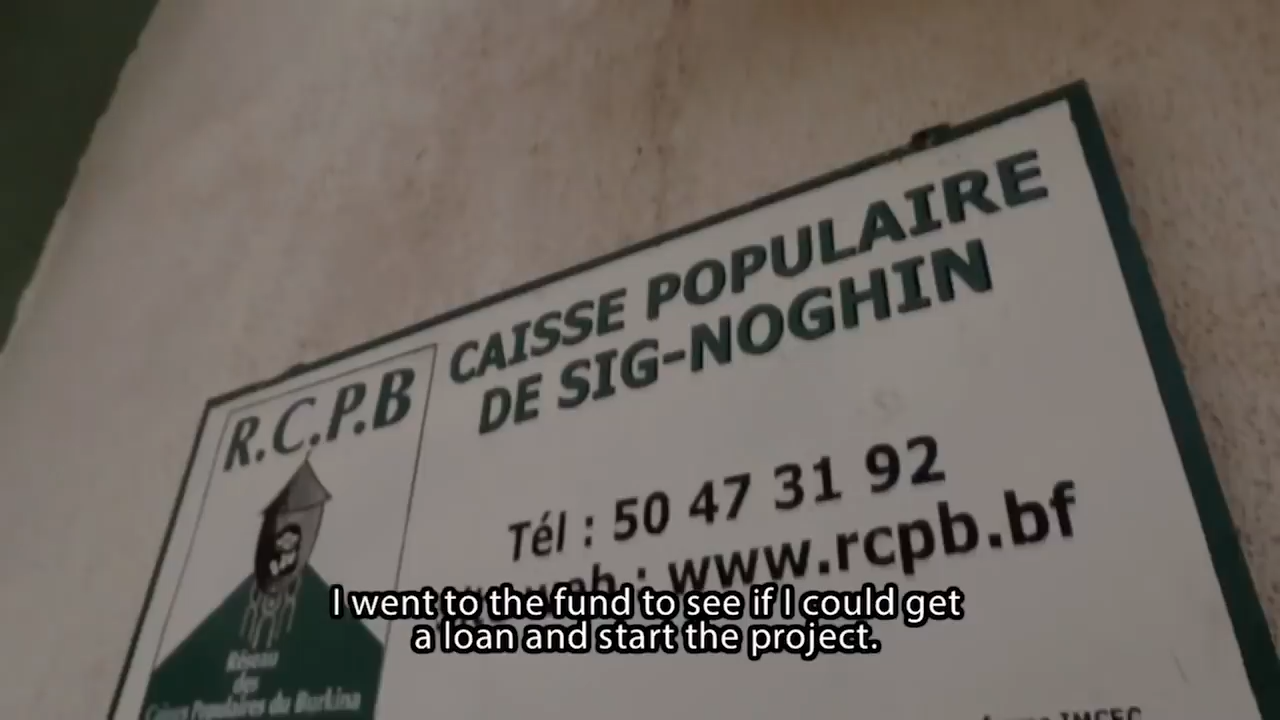 R.C.P.B
CAISSE POPULAIRE
DE SIG-NOGHIN
Tél : 50 47 31 92
: www.rcpb.bf
I went to the fund to see if I could get
a loan and start the project.
Réseau
des
Caisses Populaires du Burkina